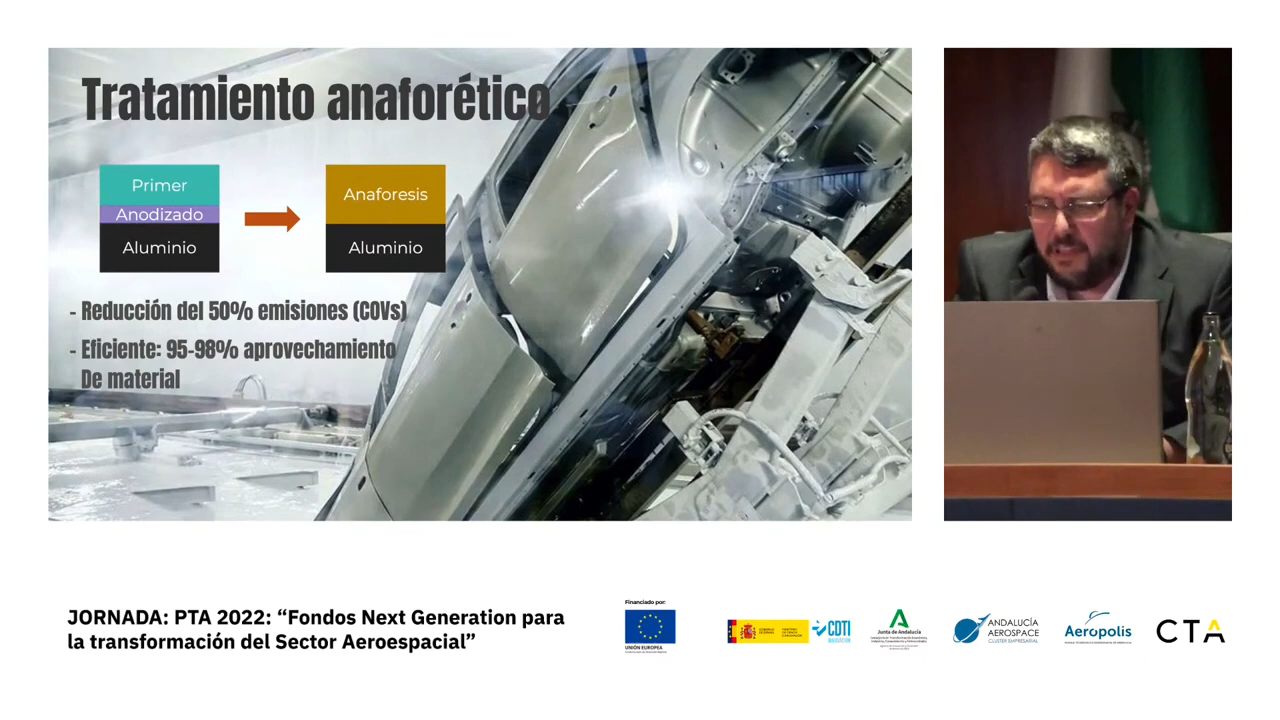 Tratamiento anaforético
Primer
Anodizado
Aluminio
Anaforesis
Aluminio
- Reducción del 50% emisiones (COVs)
- Eficiente: 95-98% aprovechamiento
De material
JORNADA: PTA 2022: “Fondos Next Generation para
la transformación del Sector Aeroespacial”
Financiado por:
UNIÓN EUROPEA
CDTI
INNOVACIÓN
Junta de Andalucía
ANDALUCÍA
AEROSPACE
CLUSTER EMPRESARIAL
Aeropolis
CTA